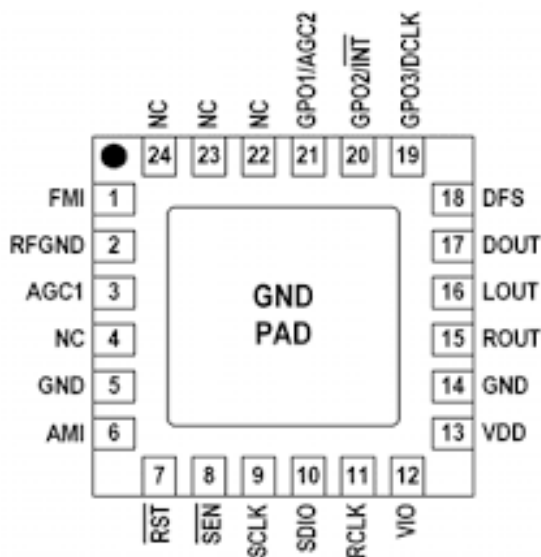 NC
NC
NC
GPO1/AGC2
GPO2/INT
GPO3/DCLK
24
23
22
21
20
19
FMI 1
18 DFS
RFGND 2
17 DOUT
AGC1 3
16 LOUT
NC 4
15 ROUT
GND 5
14 GND
AMI 6
13 VDD
GND
PAD
7
8
9
10
11
12
RST
SEN
SCLK
SDIO
RCLK
VIO